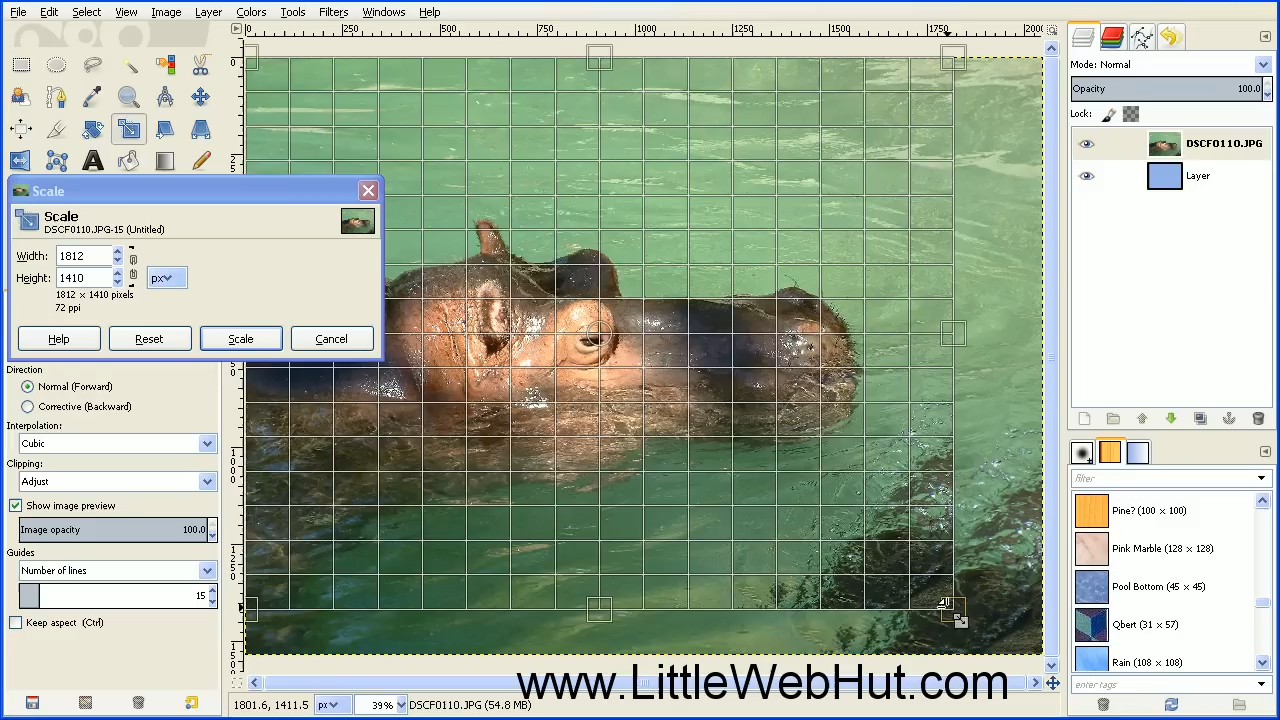 File Edit Select View Image Layer Colors Tools Filters Windows Help
0 250 500 750 1000 1250 1500 1750 2000
Mode: Normal
Opacity 100.0
Lock:
DSCF0110.JPG
Layer
Scale
Scale
DSCF0110.JPG-15 (Untitled)
Width: 1812
Height: 1410 px
1812 × 1410 pixels
72 ppi
Help Reset Scale Cancel
Direction
Normal (Forward)
Corrective (Backward)
Interpolation:
Cubic
Clipping:
Adjust
Show image preview
Image opacity 100.0
Guides
Number of lines
15
Keep aspect (Ctrl)
filter
Pine? (100 × 100)
Pink Marble (128 × 128)
Pool Bottom (45 × 45)
Qbert (31 × 57)
Rain (108 × 108)
enter tags
www.LittleWebHut.com
1801.6, 1411.5 px 39% DSCF0110.JPG (54.8 MB)